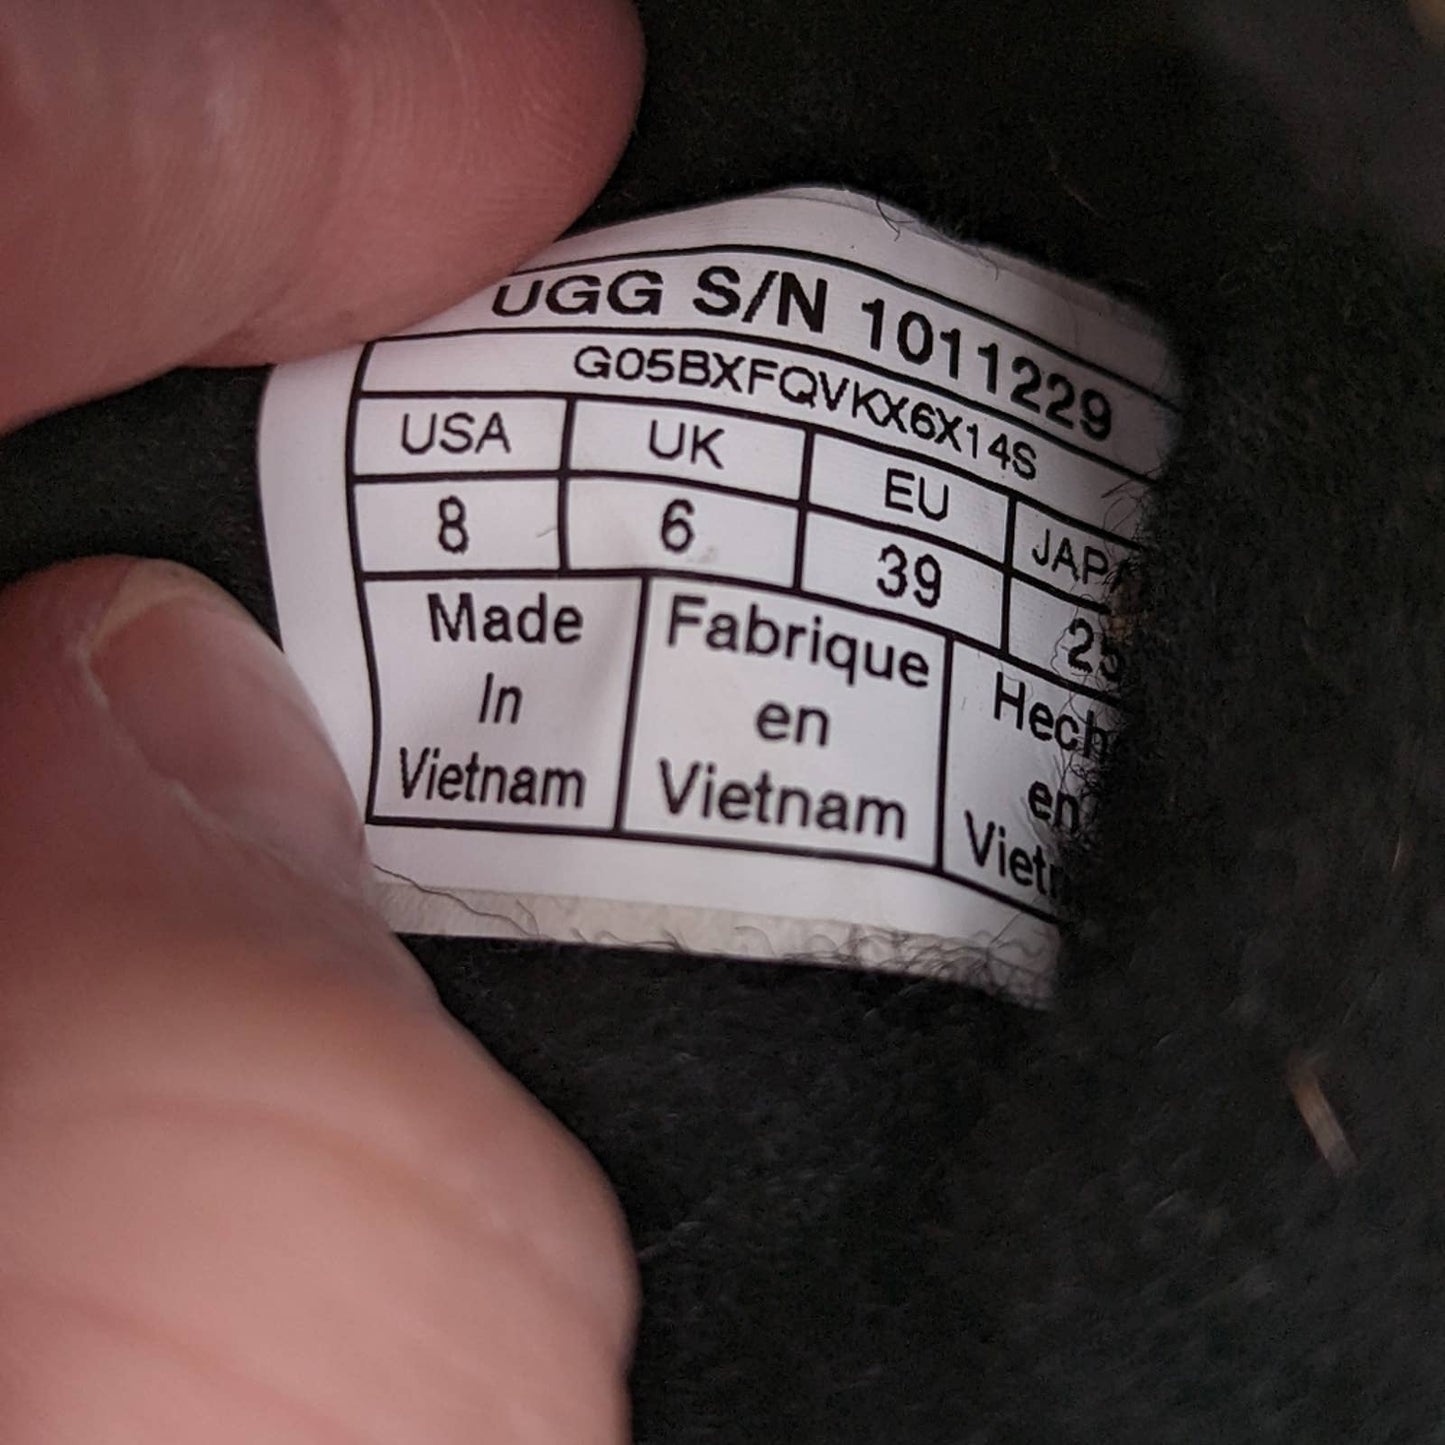 UGG S/N 1011229
G05BXFQVKX6X14S
USA UK EU
8 6 39
Made Fabrique
In en en
Vietnam Vietnam